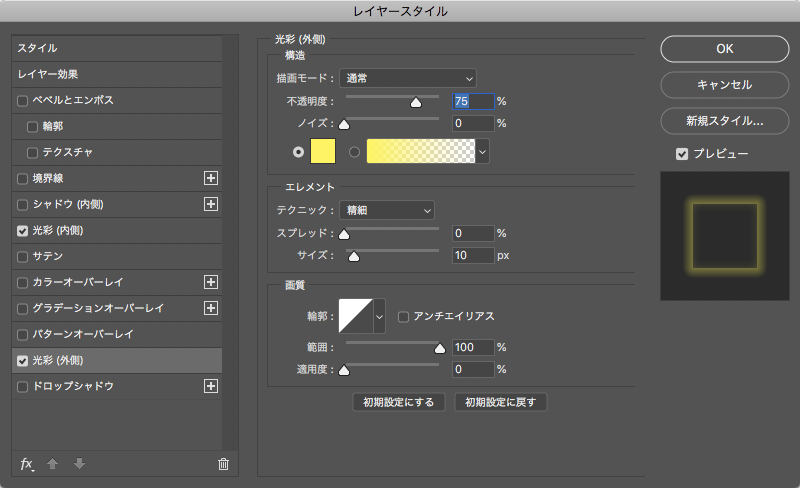 レイヤースタイル
スタイル
レイヤー効果
ベベルとエンボス
輪郭
テクスチャ
境界線
シャドウ (内側)
光彩 (内側)
サテン
カラーオーバーレイ
グラデーションオーバーレイ
パターンオーバーレイ
光彩 (外側)
ドロップシャドウ
fx
光彩 (外側)
構造
描画モード : 通常
不透明度 : 75 %
ノイズ : 0 %
エレメント
テクニック : 精細
スプレッド : 0 %
サイズ : 10 px
画質
輪郭 : アンチエイリアス
範囲 : 100 %
適用度 : 0 %
初期設定にする 初期設定に戻す
OK
キャンセル
新規スタイル...
プレビュー